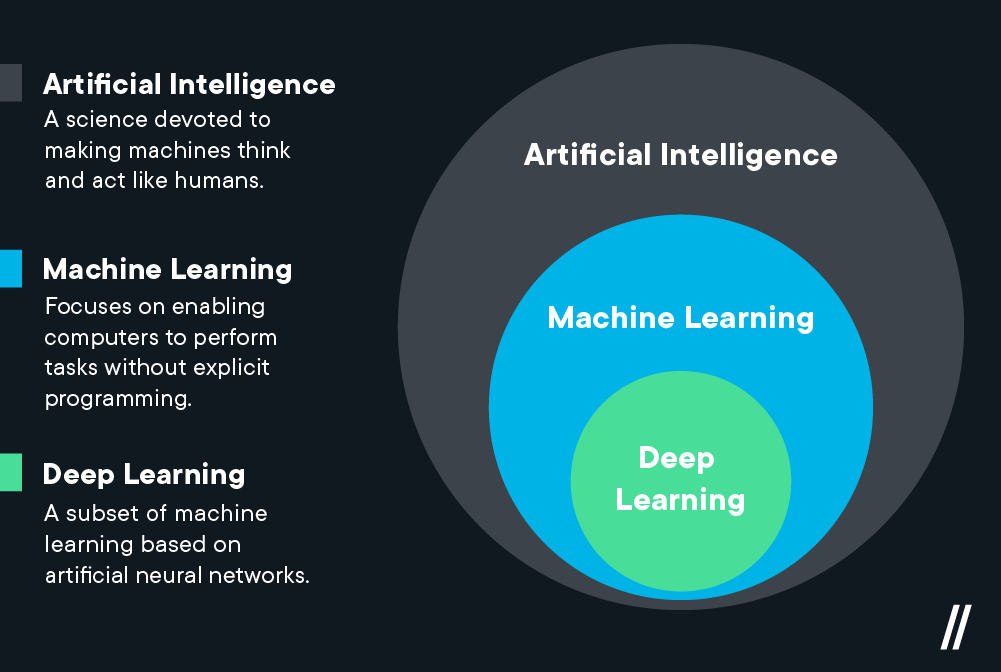 Artificial Intelligence
A science devoted to
making machines think
and act like humans.
Machine Learning
Focuses on enabling
computers to perform
tasks without explicit
programming.
Deep Learning
A subset of machine
learning based on
artificial neural networks.
Artificial Intelligence
Machine Learning
Deep
Learning